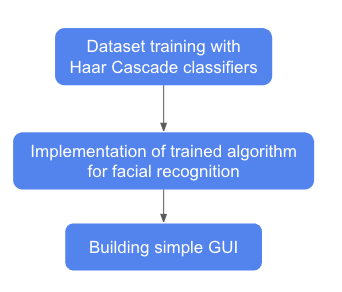 Dataset training with
Haar Cascade classifiers
Implementation of trained algorithm
for facial recognition
Building simple GUI